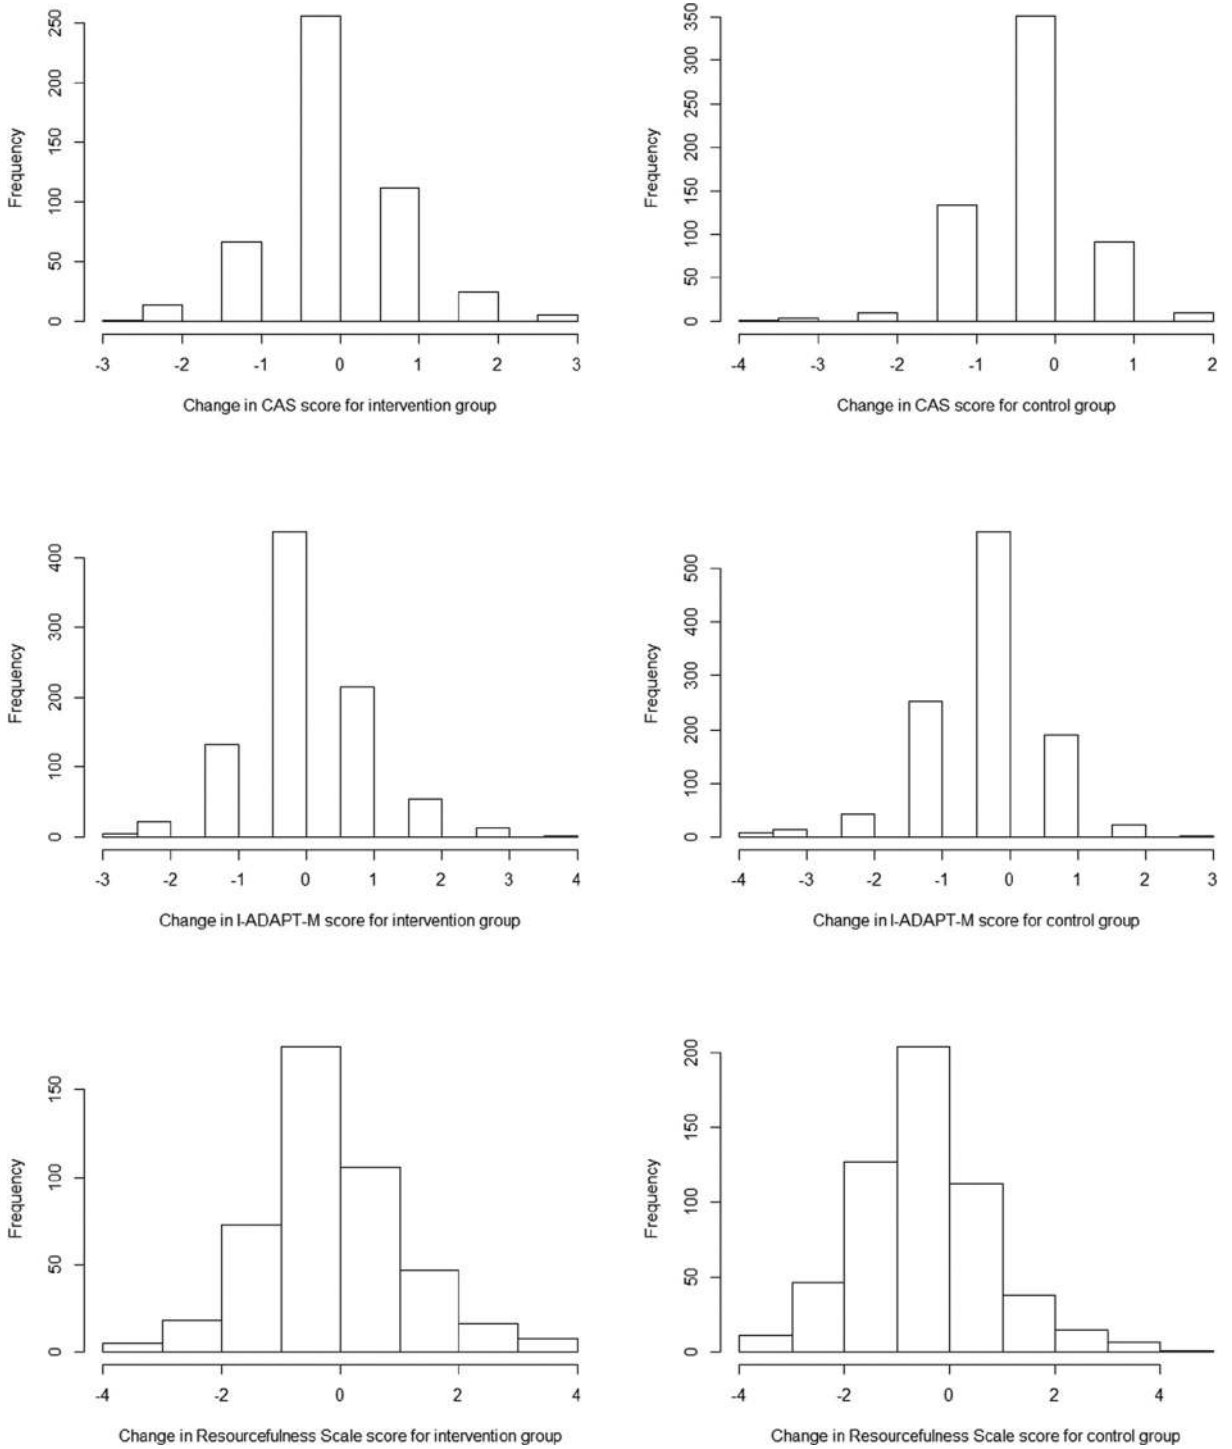 250
200
150
100
50
0
Frequency
-3 -2 -1 0 1 2 3
Change in CAS score for intervention group
350
300
250
200
150
100
50
0
Frequency
-4 -3 -2 -1 0 1 2
Change in CAS score for control group
400
300
200
100
0
Frequency
-3 -2 -1 0 1 2 3 4
Change in I-ADAPT-M score for intervention group
500
400
300
200
100
0
Frequency
-4 -3 -2 -1 0 1 2 3
Change in I-ADAPT-M score for control group
150
100
50
0
Frequency
-4 -2 0 2 4
Change in Resourcefulness Scale score for intervention group
200
150
100
50
0
Frequency
-4 -2 0 2 4
Change in Resourcefulness Scale score for control group